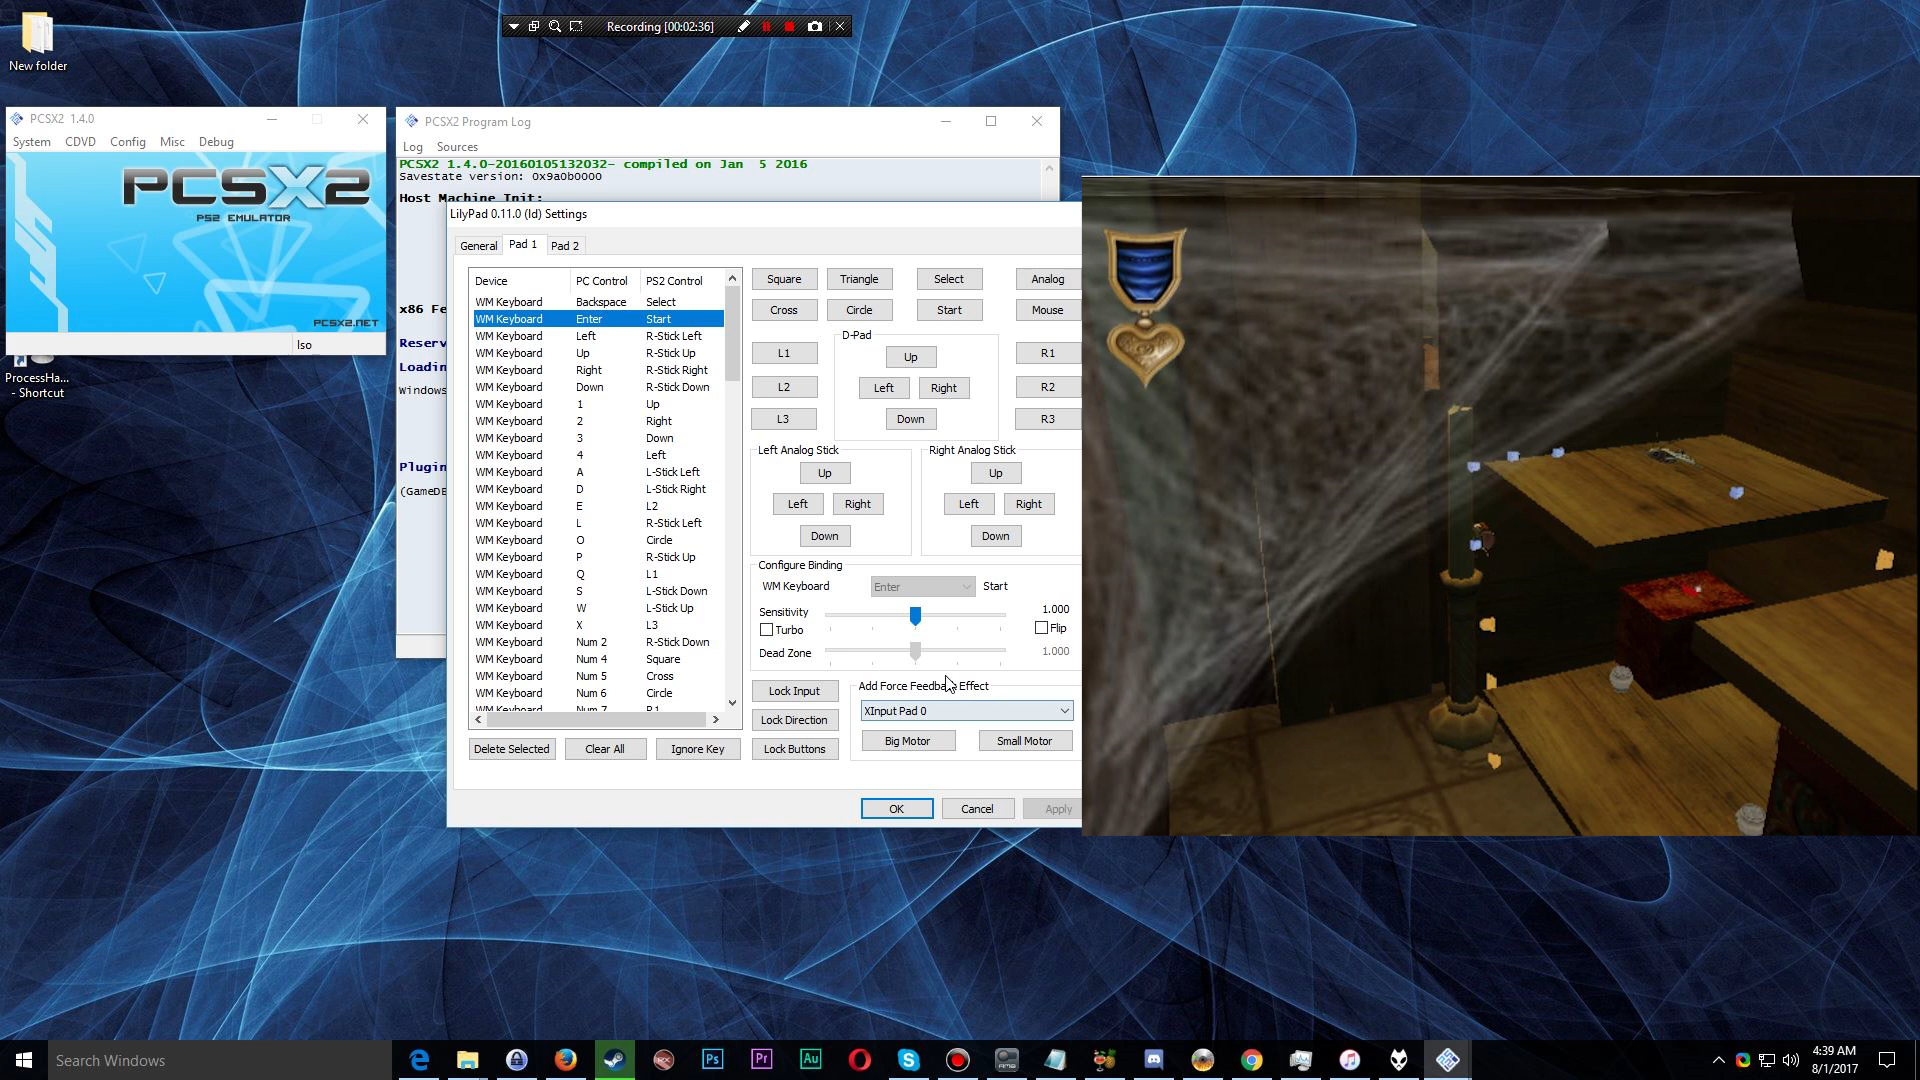 Recording [00:02:36]
New folder
PCSX2 1.4.0
System CDVD Config Misc Debug
PCSX2
PS2 EMULATOR
PCSX2.NET
Iso
ProcessHa...
- Shortcut
PCSX2 Program Log
Log Sources
PCSX2 1.4.0-20160105132032- compiled on Jan 5 2016
Savestate version: 0x9a0b0000
Host Machine Init:
x86 Fe
Reserv
Loadin
Windows
Plugin
(GameDB
LilyPad 0.11.0 (ld) Settings
General Pad 1 Pad 2
Device PC Control PS2 Control
WM Keyboard Backspace Select
WM Keyboard Enter Start
WM Keyboard Left R-Stick Left
WM Keyboard Up R-Stick Up
WM Keyboard Right R-Stick Right
WM Keyboard Down R-Stick Down
WM Keyboard 1 Up
WM Keyboard 2 Right
WM Keyboard 3 Down
WM Keyboard 4 Left
WM Keyboard A L-Stick Left
WM Keyboard D L-Stick Right
WM Keyboard E L2
WM Keyboard L R-Stick Left
WM Keyboard O Circle
WM Keyboard P R-Stick Up
WM Keyboard Q L1
WM Keyboard S L-Stick Down
WM Keyboard W L-Stick Up
WM Keyboard X L3
WM Keyboard Num 2 R-Stick Down
WM Keyboard Num 4 Square
WM Keyboard Num 5 Cross
WM Keyboard Num 6 Circle
WM Keyboard Num 7 R1
Delete Selected Clear All Ignore Key
Square Triangle Select Analog
Cross Circle Start Mouse
D-Pad
L1 Up R1
L2 Left Right R2
L3 Down R3
Left Analog Stick Right Analog Stick
Up Up
Left Right Left Right
Down Down
Configure Binding
WM Keyboard Enter Start
Sensitivity 1.000
Turbo Flip
Dead Zone 1.000
Lock Input
Lock Direction
Lock Buttons
Add Force Feedback Effect
XInput Pad 0
Big Motor Small Motor
OK Cancel Apply
Search Windows
Ps
Pr
Au
4:39 AM
8/1/2017